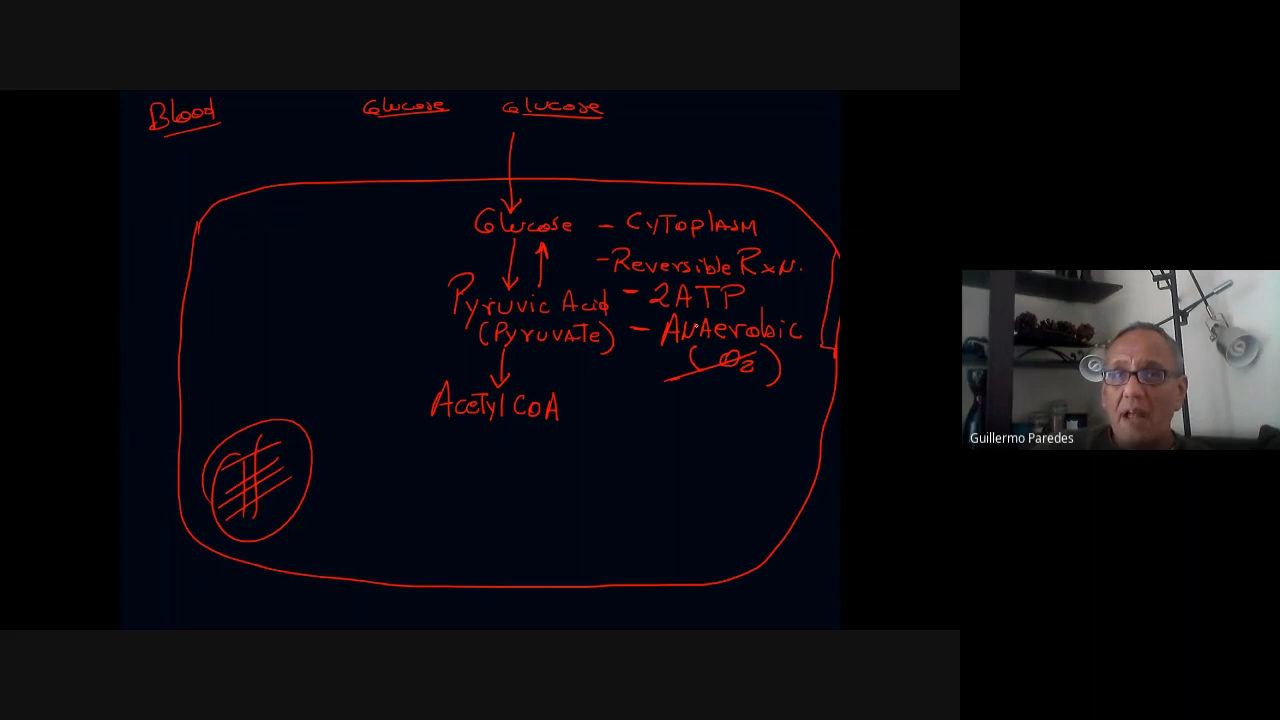 Blood Glucose Glucose
Glucose - Cytoplasm
- Reversible Rxn.
Pyruvic Acid - 2ATP
(Pyruvate) - Anaerobic
(O2)
Acetyl CoA
Guillermo Paredes